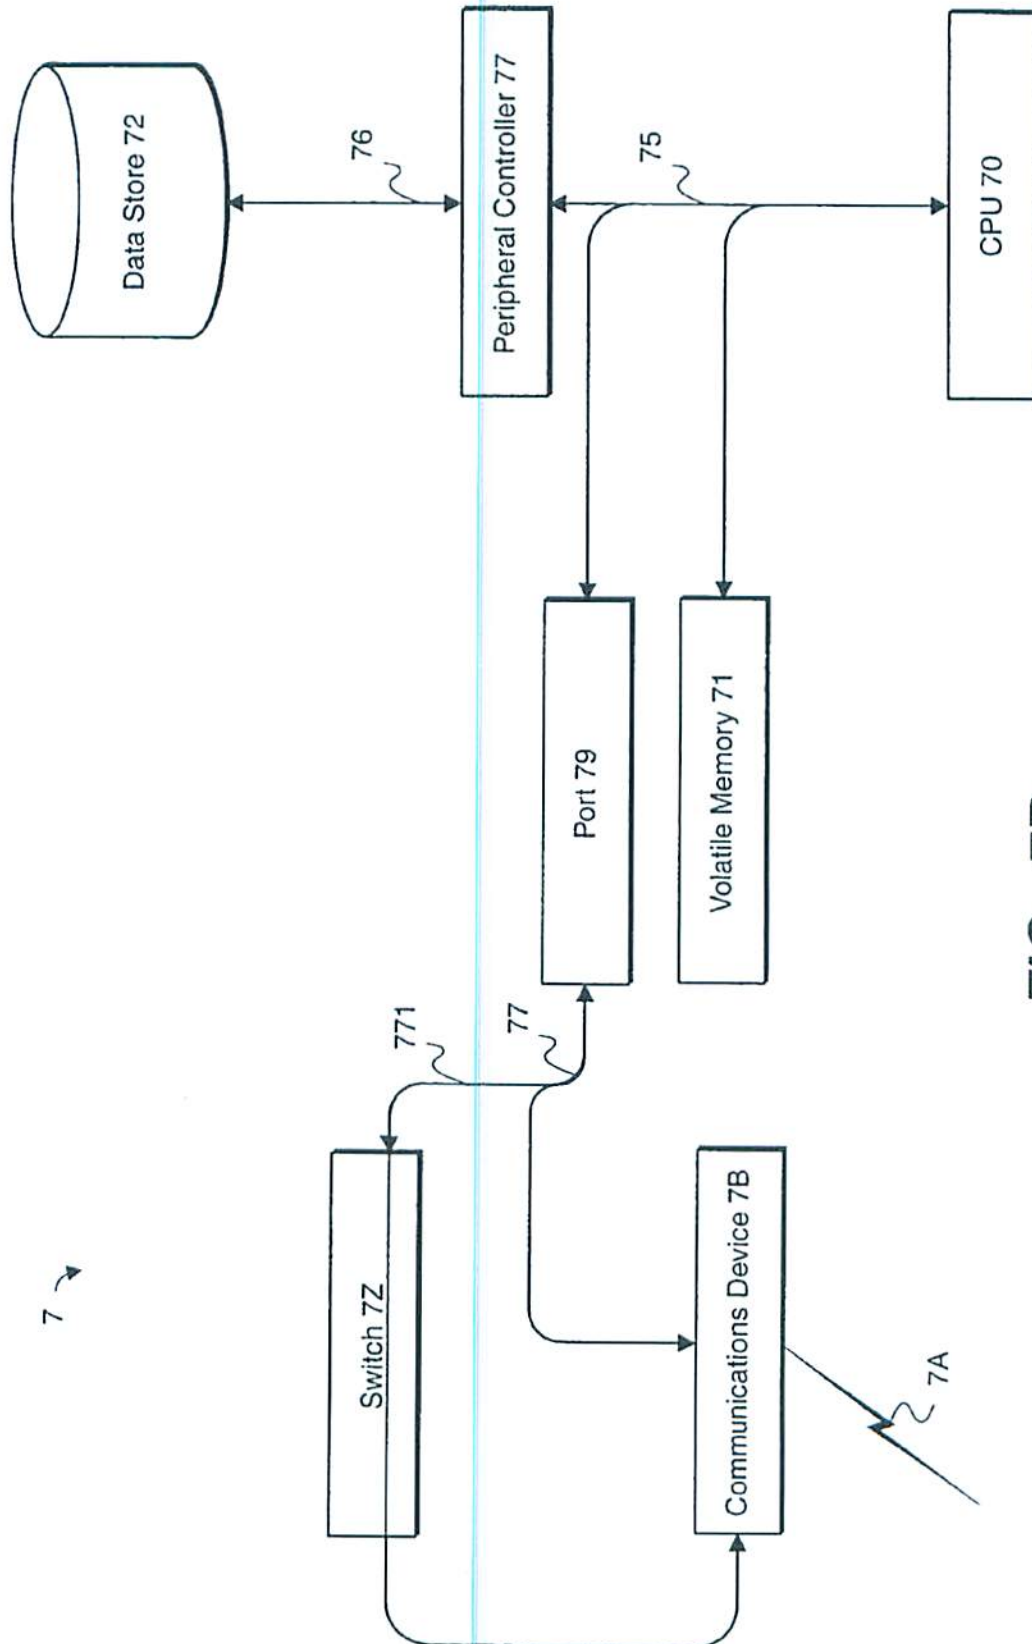 7
Data Store 72
Switch 7Z
76
771
77
Peripheral Controller 77
Port 79
75
Communications Device 7B
Volatile Memory 71
7A
CPU 70
FIG.